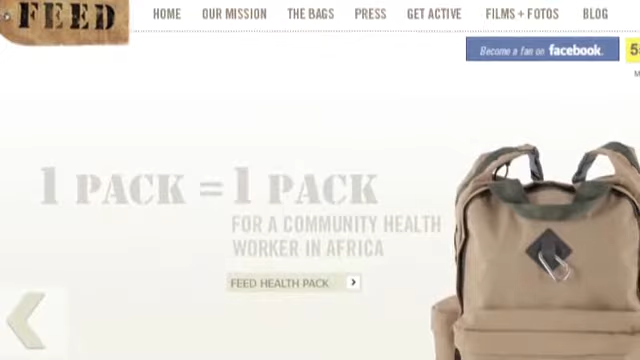 FEED
HOME OUR MISSION THE BAGS PRESS GET ACTIVE FILMS + FOTOS BLOG
Become a fan on facebook.
1 PACK = 1 PACK
FOR A COMMUNITY HEALTH
WORKER IN AFRICA
FEED HEALTH PACK